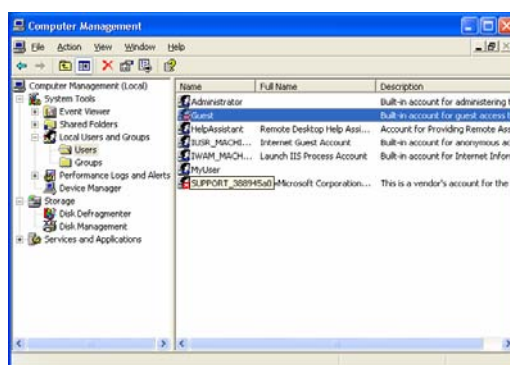 Computer Management
File Action View Window Help
Computer Management (Local)
System Tools
Event Viewer
Shared Folders
Local Users and Groups
Users
Groups
Performance Logs and Alerts
Device Manager
Storage
Disk Defragmenter
Disk Management
Services and Applications
Name Full Name Description
Administrator Built-in account for administering t
Guest Built-in account for guest access t
HelpAssistant Remote Desktop Help Assi... Account for Providing Remote Ass
IUSR_MACHI... Internet Guest Account Built-in account for anonymous ac
IWAM_MACH... Launch IIS Process Account Built-in account for Internet Infor
MyUser
SUPPORT_388945a0 =Microsoft Corporation... This is a vendor's account for the